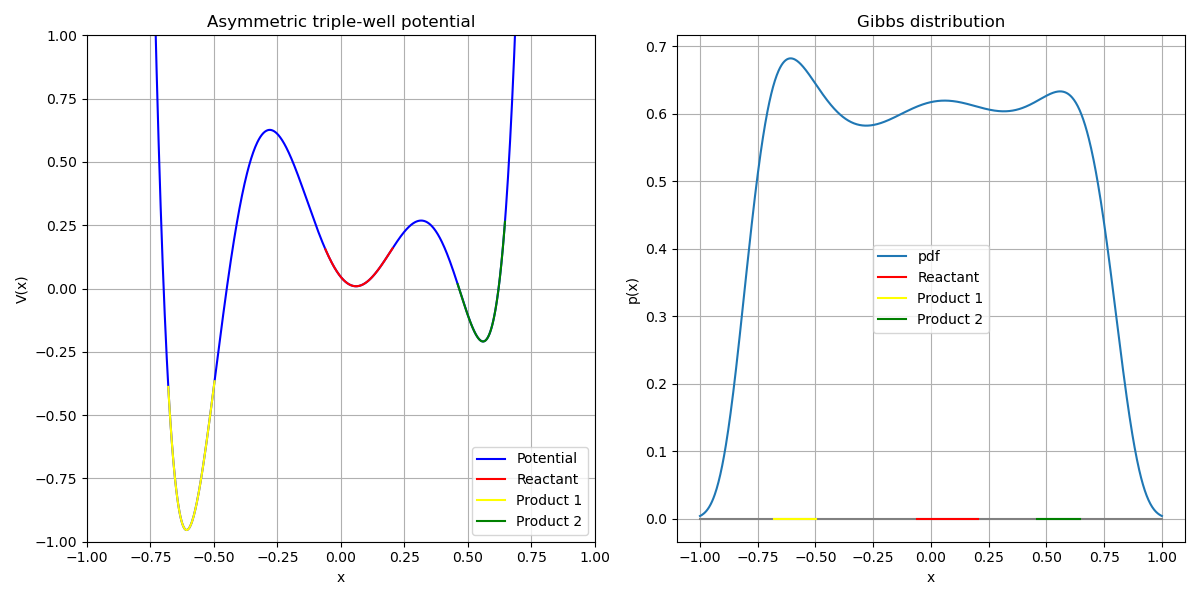 Asymmetric triple-well potential
V(x)
1.00
0.75
0.50
0.25
0.00
−0.25
−0.50
−0.75
−1.00
Potential
Reactant
Product 1
Product 2
−1.00 −0.75 −0.50 −0.25 0.00 0.25 0.50 0.75 1.00
x
Gibbs distribution
p(x)
0.7
0.6
0.5
0.4
0.3
0.2
0.1
0.0
pdf
Reactant
Product 1
Product 2
−1.00 −0.75 −0.50 −0.25 0.00 0.25 0.50 0.75 1.00
x